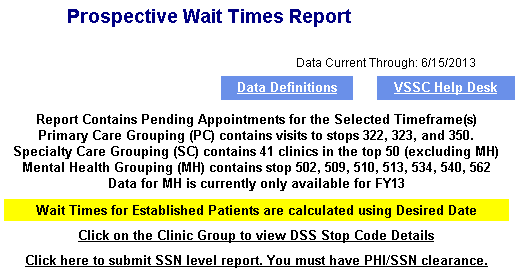 Prospective Wait Times Report
Data Current Through: 6/15/2013
Data Definitions
VSSC Help Desk
Report Contains Pending Appointments for the Selected Timeframe(s)
Primary Care Grouping (PC) contains visits to stops 322, 323, and 350.
Specialty Care Grouping (SC) contains 41 clinics in the top 50 (excluding MH)
Mental Health Grouping (MH) contains stop 502, 509, 510, 513, 534, 540, 562
Data for MH is currently only available for FY13
Wait Times for Established Patients are calculated using Desired Date
Click on the Clinic Group to view DSS Stop Code Details
Click here to submit SSN level report. You must have PHI/SSN clearance.